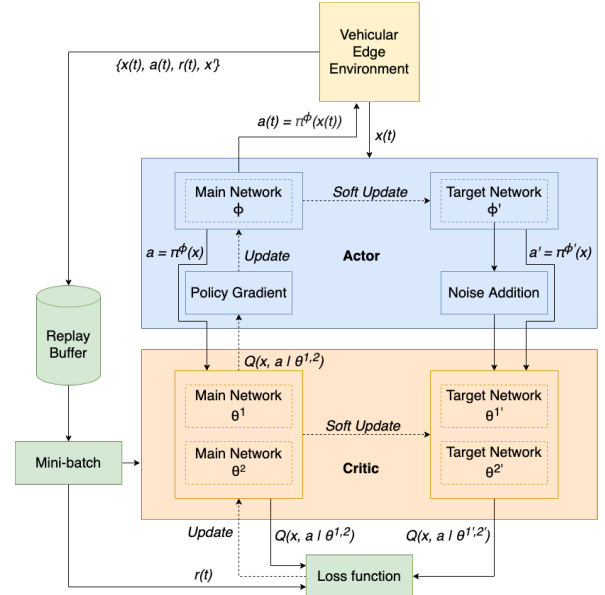 Vehicular
Edge
Environment
{x(t), a(t), r(t), x'}
a(t) = π^ϕ(x(t))
x(t)
Main Network
ϕ
Soft Update
Target Network
ϕ'
a = π^ϕ(x)
Update
Actor
a' = π^ϕ'(x)
Policy Gradient
Noise Addition
Replay
Buffer
Q(x, a | θ^1,2)
Main Network
θ^1
Target Network
θ^1'
Soft Update
Main Network
θ^2
Critic
Target Network
θ^2'
Mini-batch
Update
Q(x, a | θ^1,2)
Q(x, a | θ^1',2')
r(t)
Loss function